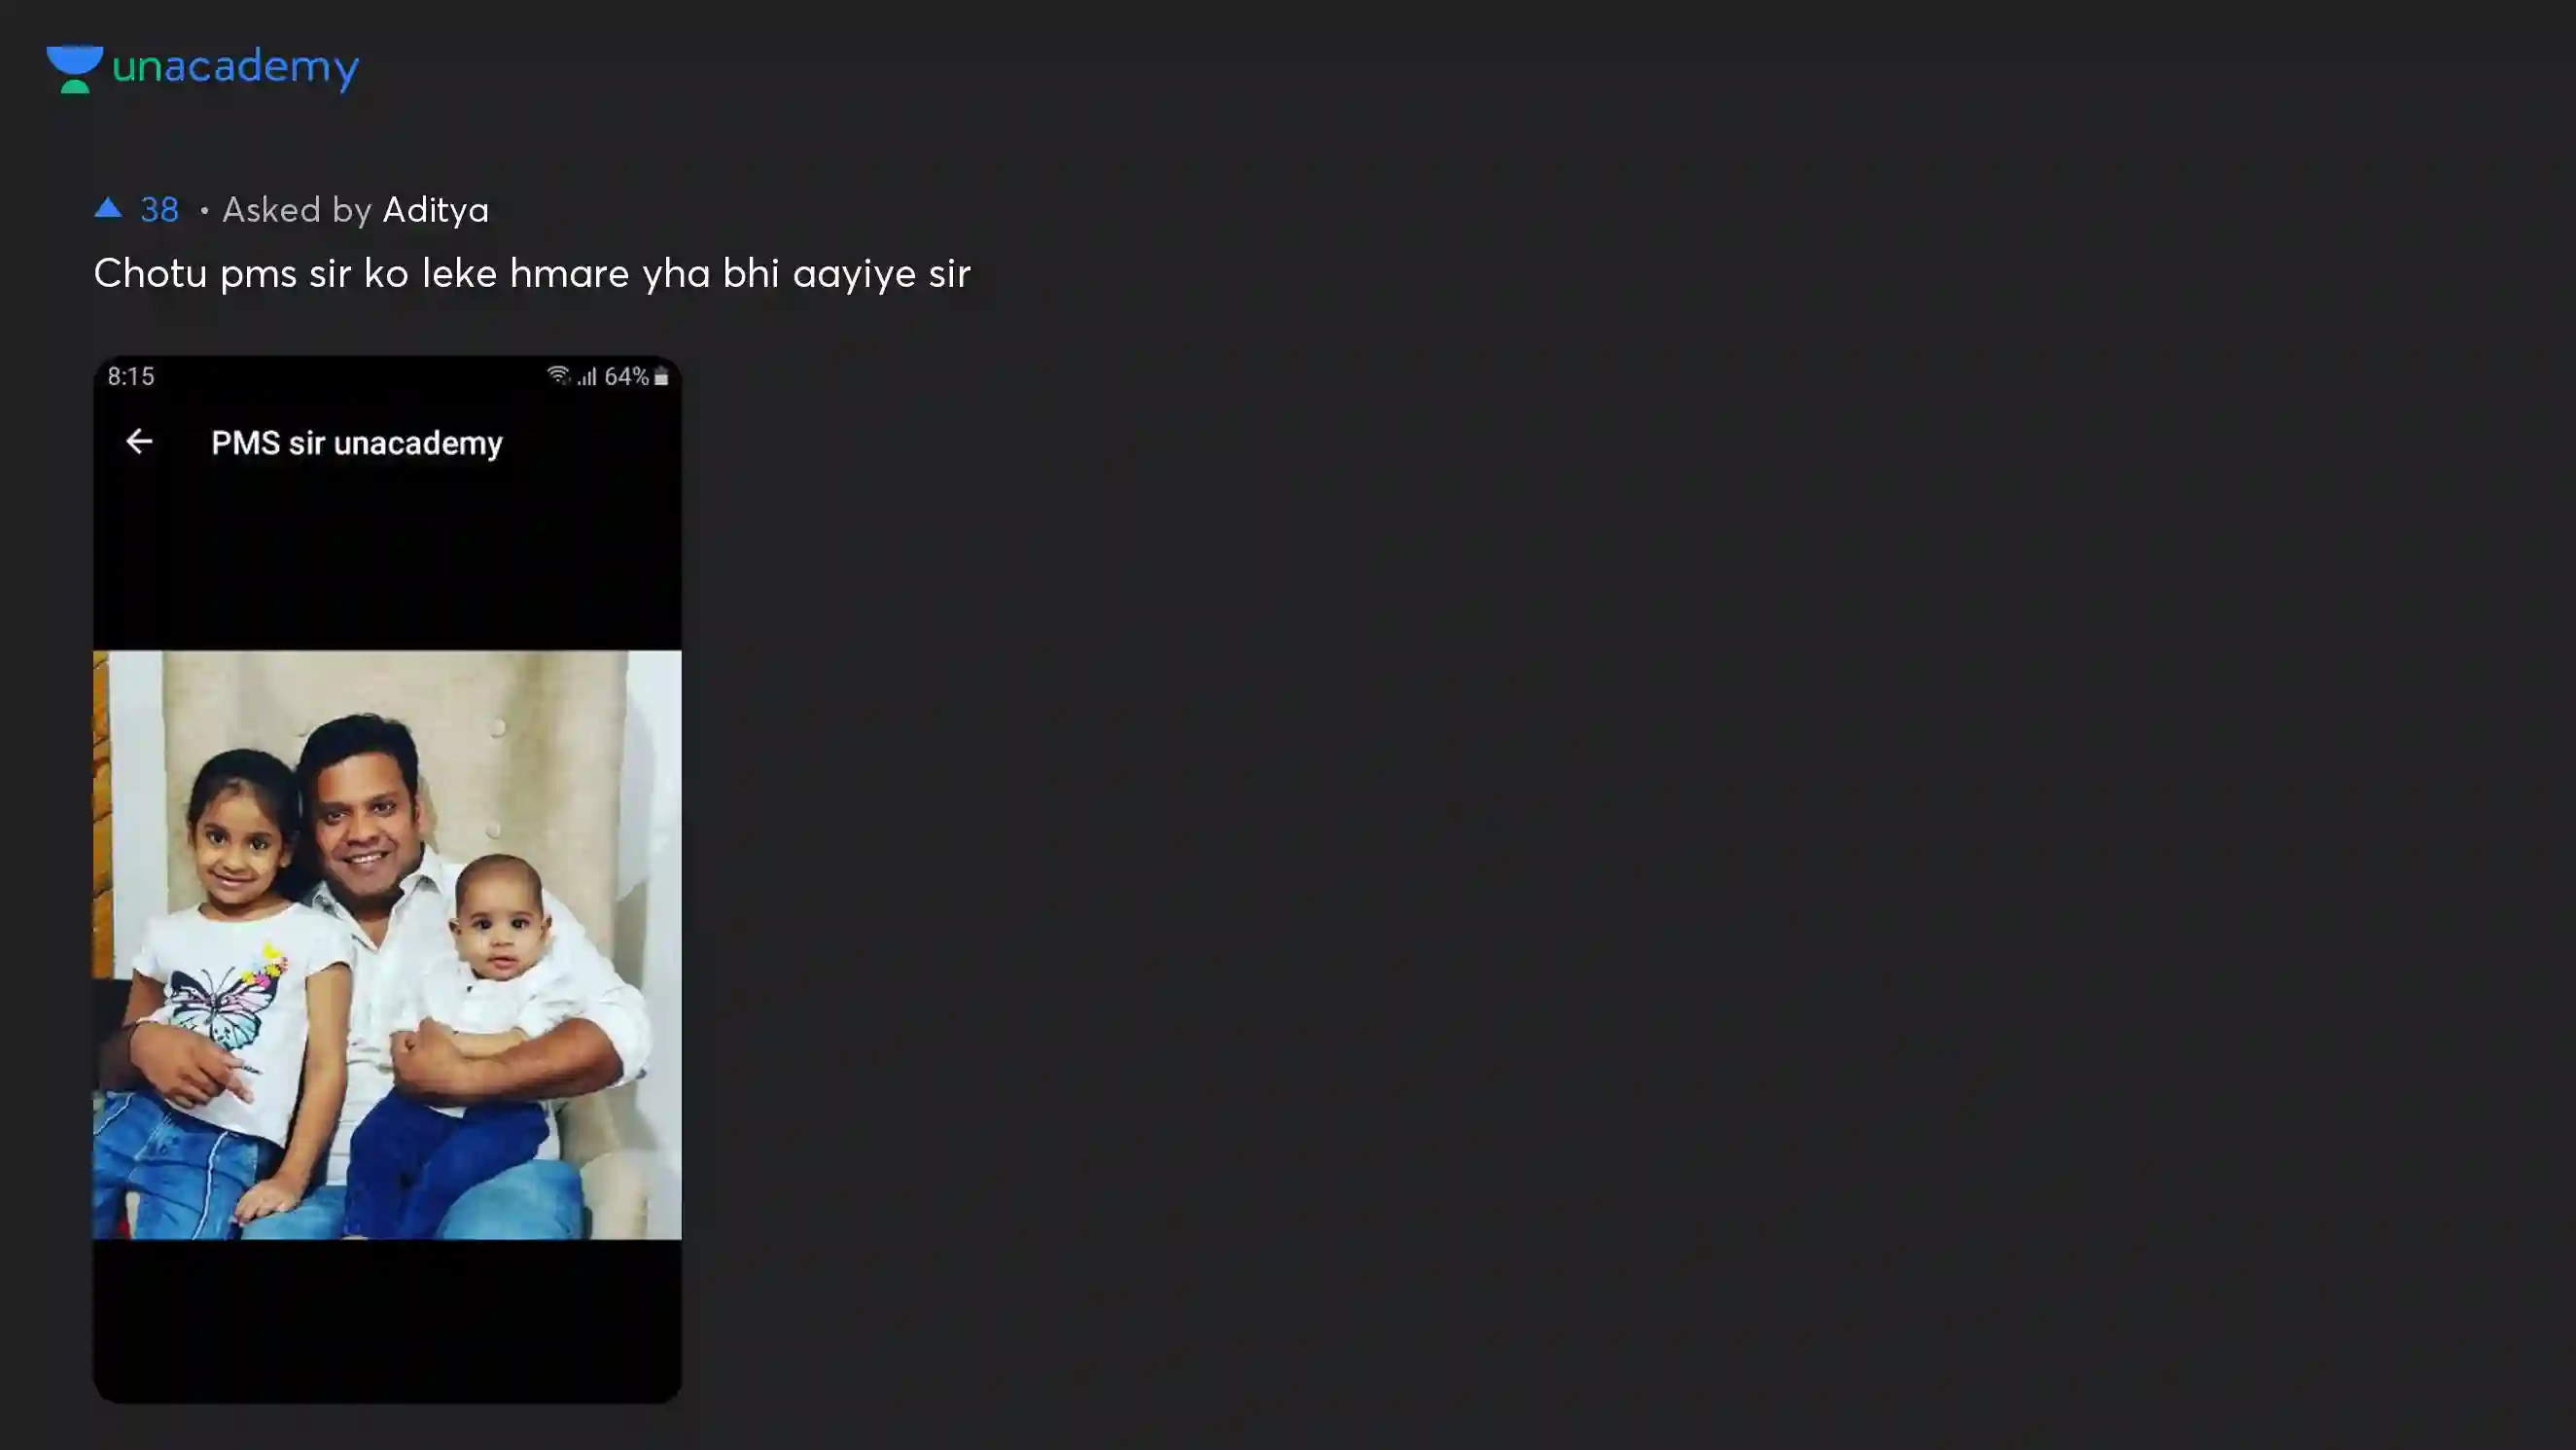 unacademy
38 • Asked by Aditya
Chotu pms sir ko leke hmare yha bhi aayiye sir
8:15 64%
PMS sir unacademy